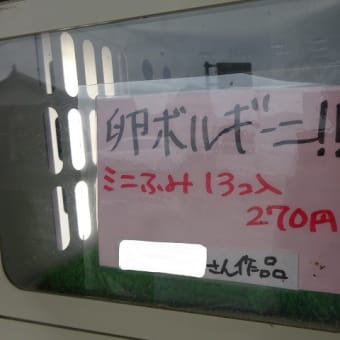 卵ボルギーニ!!
ミニふみ 13コ入
270円
さん作品